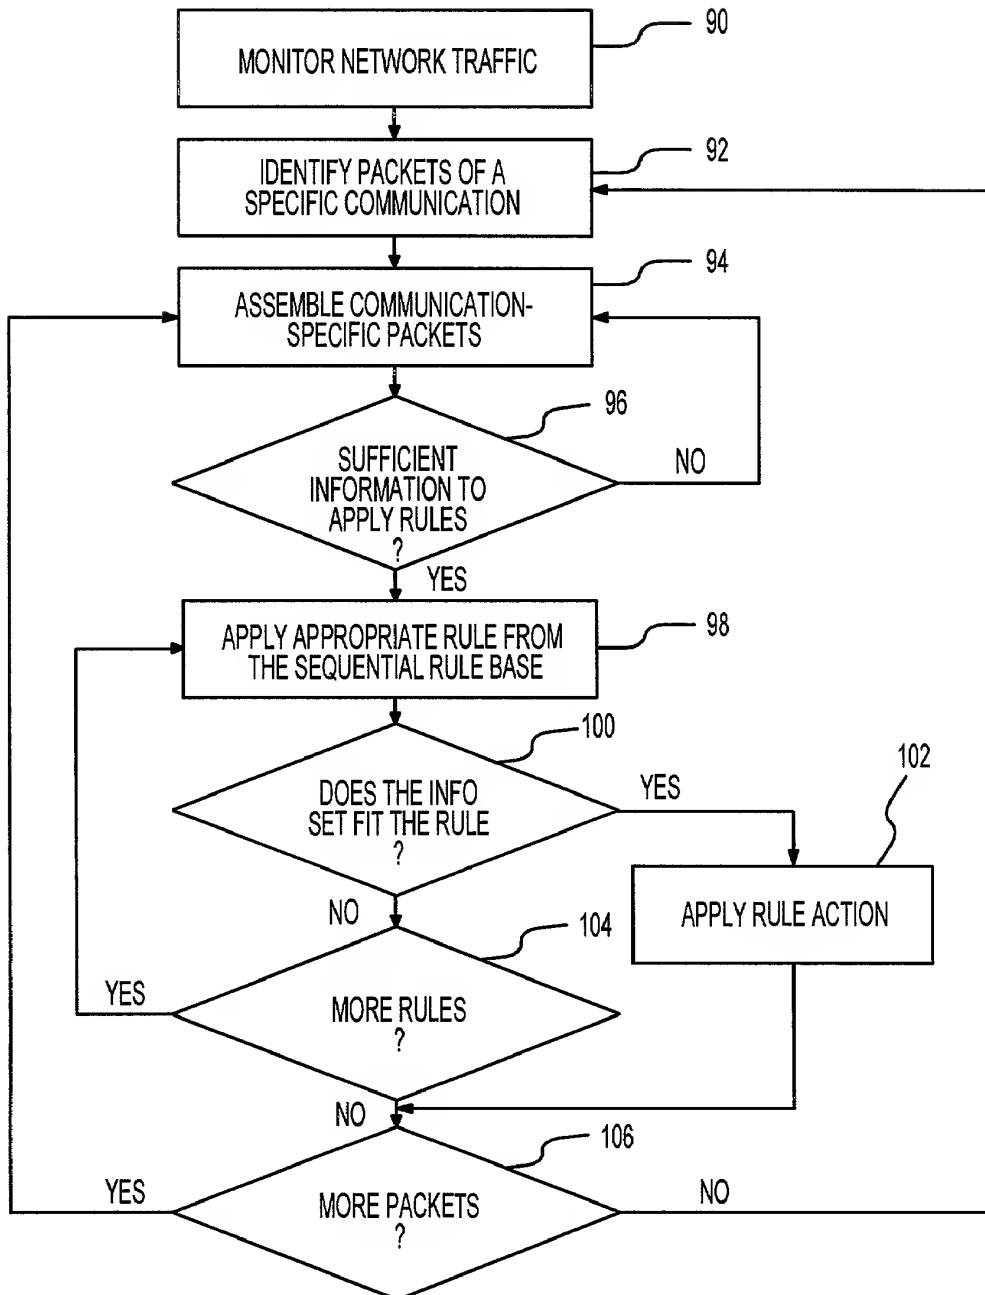 90
MONITOR NETWORK TRAFFIC
92
IDENTIFY PACKETS OF A
SPECIFIC COMMUNICATION
94
ASSEMBLE COMMUNICATION-
SPECIFIC PACKETS
96
SUFFICIENT
INFORMATION TO
APPLY RULES
?
NO
YES
98
APPLY APPROPRIATE RULE FROM
THE SEQUENTIAL RULE BASE
100
DOES THE INFO
SET FIT THE RULE
?
YES
102
APPLY RULE ACTION
NO
104
MORE RULES
?
YES
NO
106
MORE PACKETS
?
YES
NO